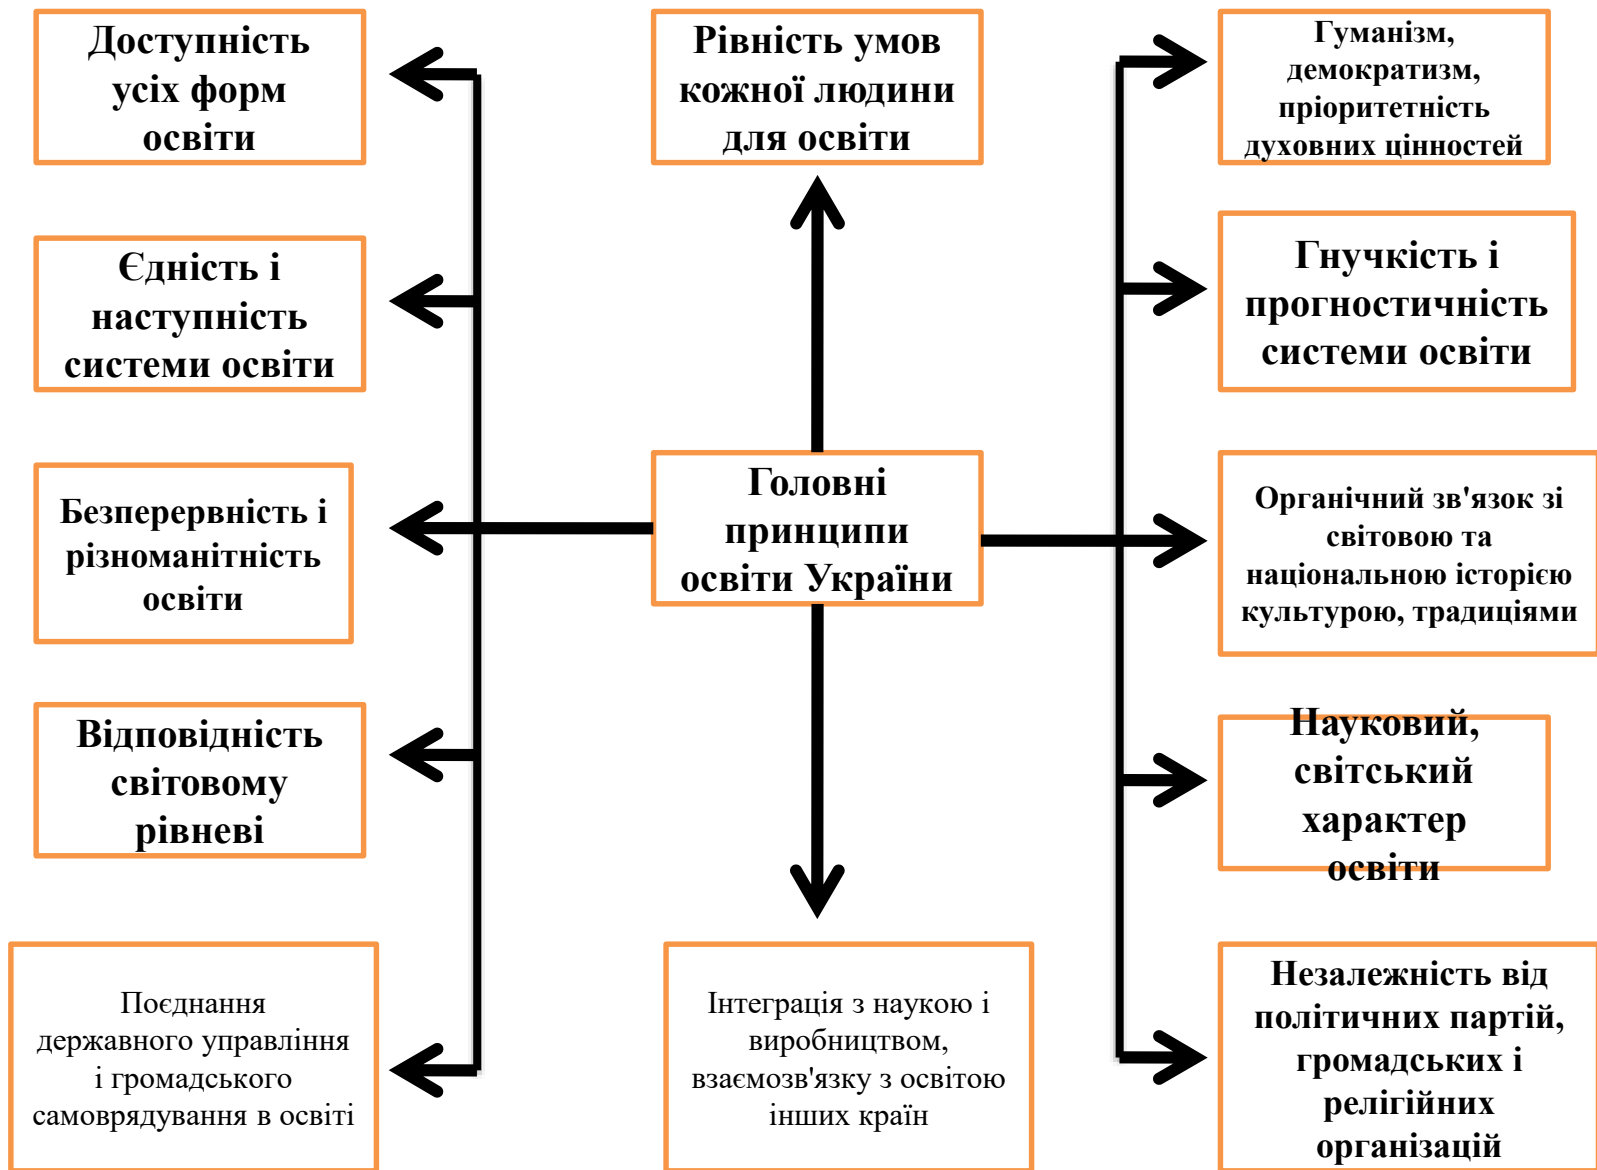 Доступність
усіх форм
освіти
Рівність умов
кожної людини
для освіти
Гуманізм,
демократизм,
пріоритетність
духовних цінностей
Єдність і
наступність
системи освіти
Гнучкість і
прогностичність
системи освіти
Безперервність і
різноманітність
освіти
Головні
принципи
освіти України
Органічний зв'язок зі
світовою та
національною історією
культурою, традиціями
Відповідність
світовому
рівневі
Науковий,
світський
характер
освіти
Поєднання
державного управління
і громадського
самоврядування в освіті
Інтеграція з наукою і
виробництвом,
взаємозв'язку з освітою
інших країн
Незалежність від
політичних партій,
громадських і
релігійних
організацій